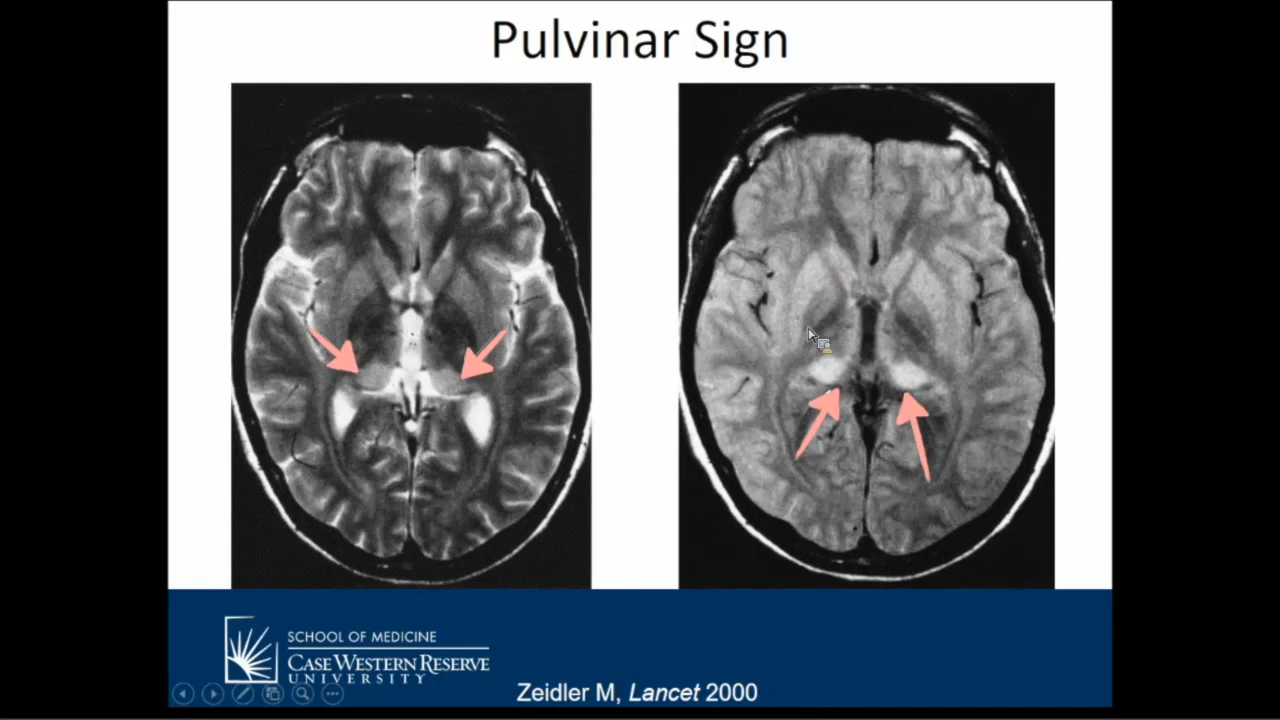 Pulvinar Sign
SCHOOL OF MEDICINE
CASE WESTERN RESERVE
UNIVERSITY
Zeidler M, Lancet 2000